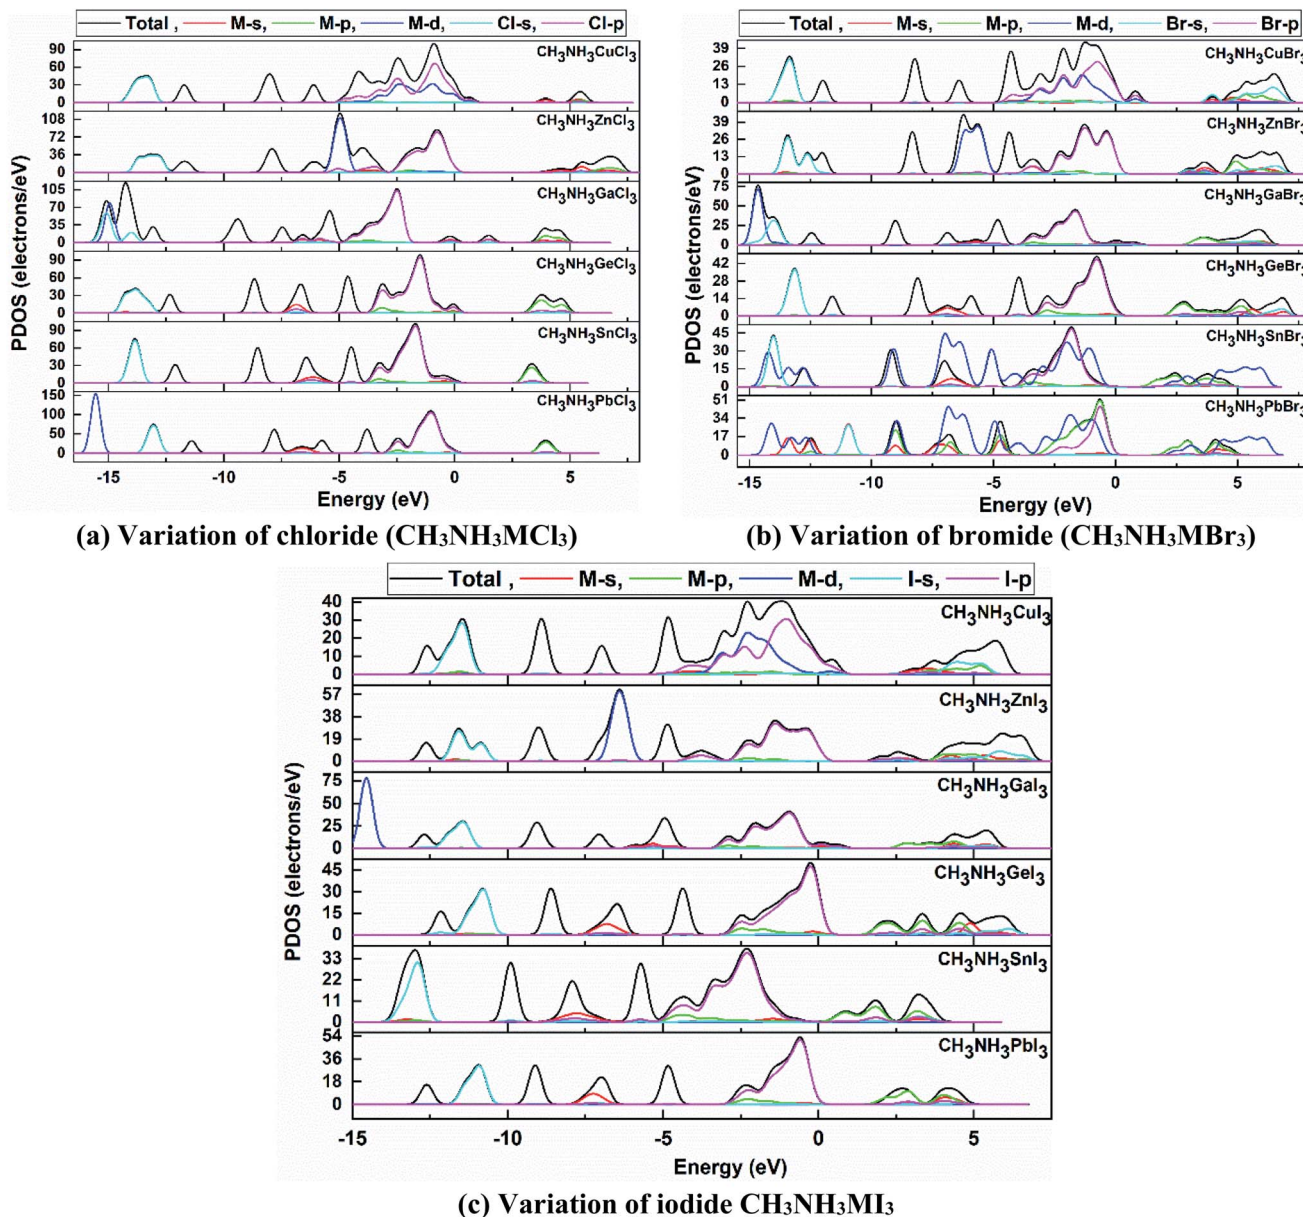 Total , M-s, M-p, M-d, Cl-s, Cl-p
PDOS (electrons/eV)
90
60
30
0
CH₃NH₃CuCl₃
108
72
36
0
CH₃NH₃ZnCl₃
105
70
35
0
CH₃NH₃GaCl₃
90
60
30
0
CH₃NH₃GeCl₃
90
60
30
0
CH₃NH₃SnCl₃
150
100
50
0
CH₃NH₃PbCl₃
-15 -10 -5 0 5
Energy (eV)
(a) Variation of chloride (CH₃NH₃MCl₃)
Total , M-s, M-p, M-d, Br-s, Br-p
PDOS (electrons/eV)
39
26
13
0
CH₃NH₃CuBr₃
39
26
13
0
CH₃NH₃ZnBr₃
75
50
25
0
CH₃NH₃GaBr₃
42
28
14
0
CH₃NH₃GeBr₃
45
30
15
0
CH₃NH₃SnBr₃
51
34
17
0
CH₃NH₃PbBr₃
-15 -10 -5 0 5
Energy (eV)
(b) Variation of bromide (CH₃NH₃MBr₃)
Total , M-s, M-p, M-d, I-s, I-p
PDOS (electrons/eV)
40
30
20
10
0
CH₃NH₃CuI₃
57
38
19
0
CH₃NH₃ZnI₃
75
50
25
0
CH₃NH₃GaI₃
45
30
15
0
CH₃NH₃GeI₃
33
22
11
0
CH₃NH₃SnI₃
54
36
18
0
CH₃NH₃PbI₃
-15 -10 -5 0 5
Energy (eV)
(c) Variation of iodide CH₃NH₃MI₃